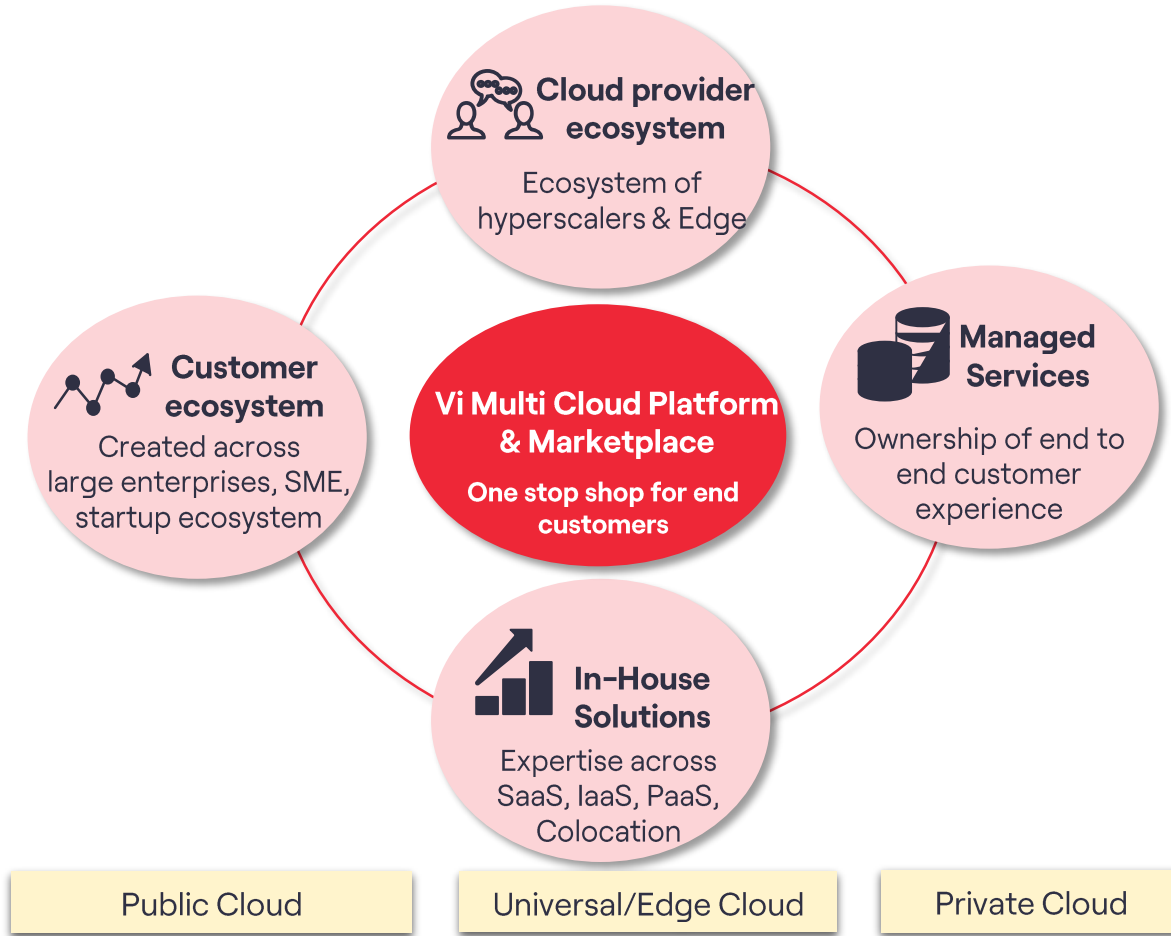 Cloud provider
ecosystem
Ecosystem of
hyperscalers & Edge
Customer
ecosystem
Created across
large enterprises, SME,
startup ecosystem
Vi Multi Cloud Platform
& Marketplace
One stop shop for end
customers
Managed
Services
Ownership of end to
end customer
experience
In-House
Solutions
Expertise across
SaaS, IaaS, PaaS,
Colocation
Public Cloud
Universal/Edge Cloud
Private Cloud